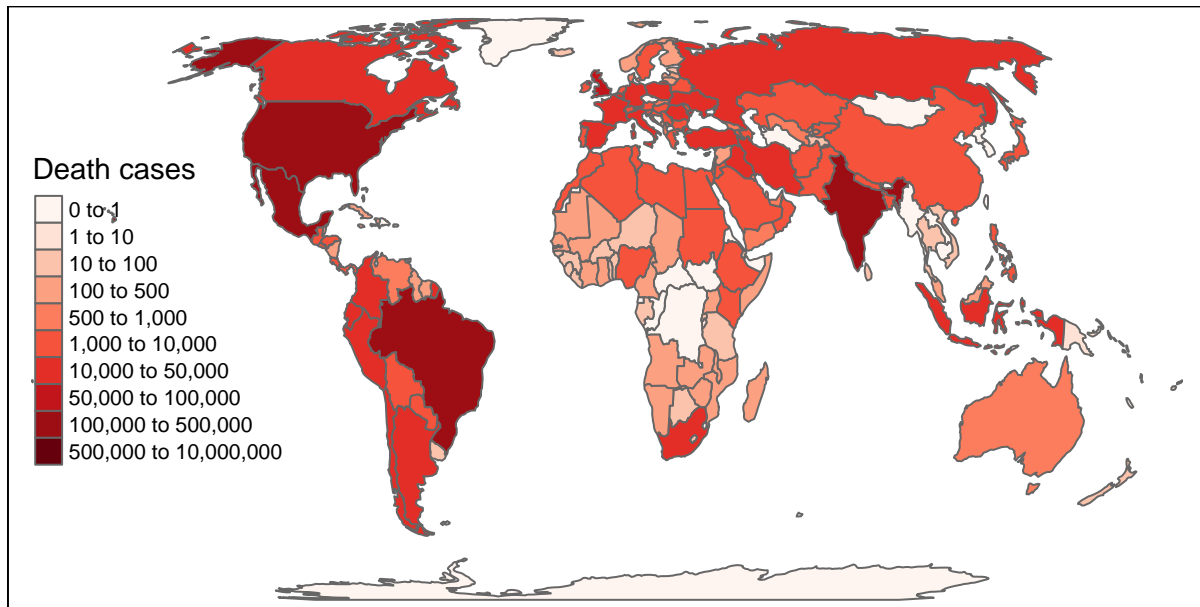 Death cases
0 to 1
1 to 10
10 to 100
100 to 500
500 to 1,000
1,000 to 10,000
10,000 to 50,000
50,000 to 100,000
100,000 to 500,000
500,000 to 10,000,000